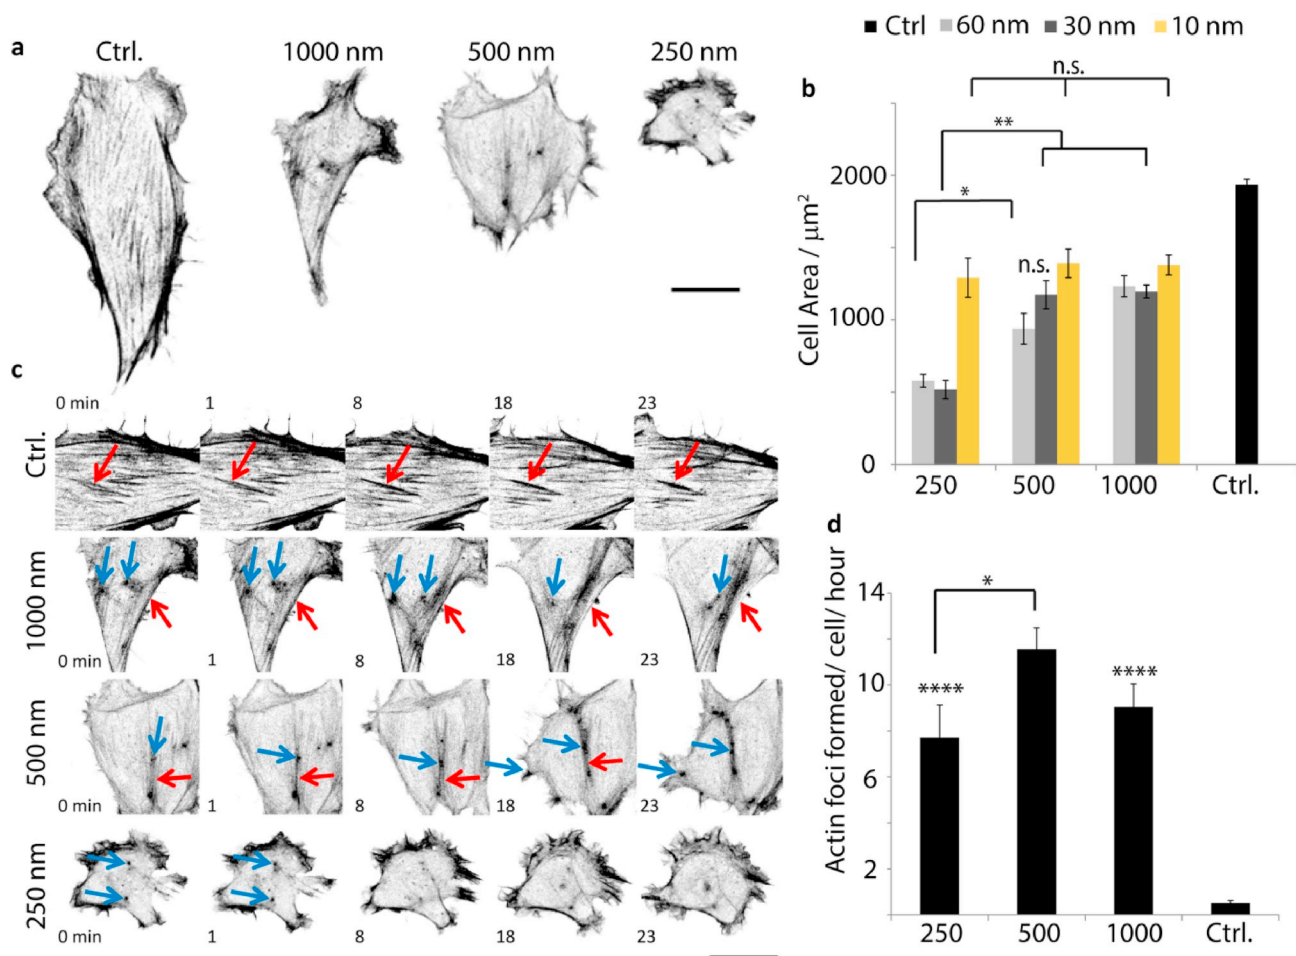 a
Ctrl.
1000 nm
500 nm
250 nm
Ctrl
60 nm
30 nm
10 nm
b
n.s.
**
*
n.s.
Cell Area / µm²
2000
1000
0
250
500
1000
Ctrl.
c
Ctrl.
0 min
1
8
18
23
1000 nm
0 min
1
8
18
23
500 nm
0 min
1
8
18
23
250 nm
0 min
1
8
18
23
d
*
****
****
Actin foci formed/ cell/ hour
14
10
6
2
250
500
1000
Ctrl.